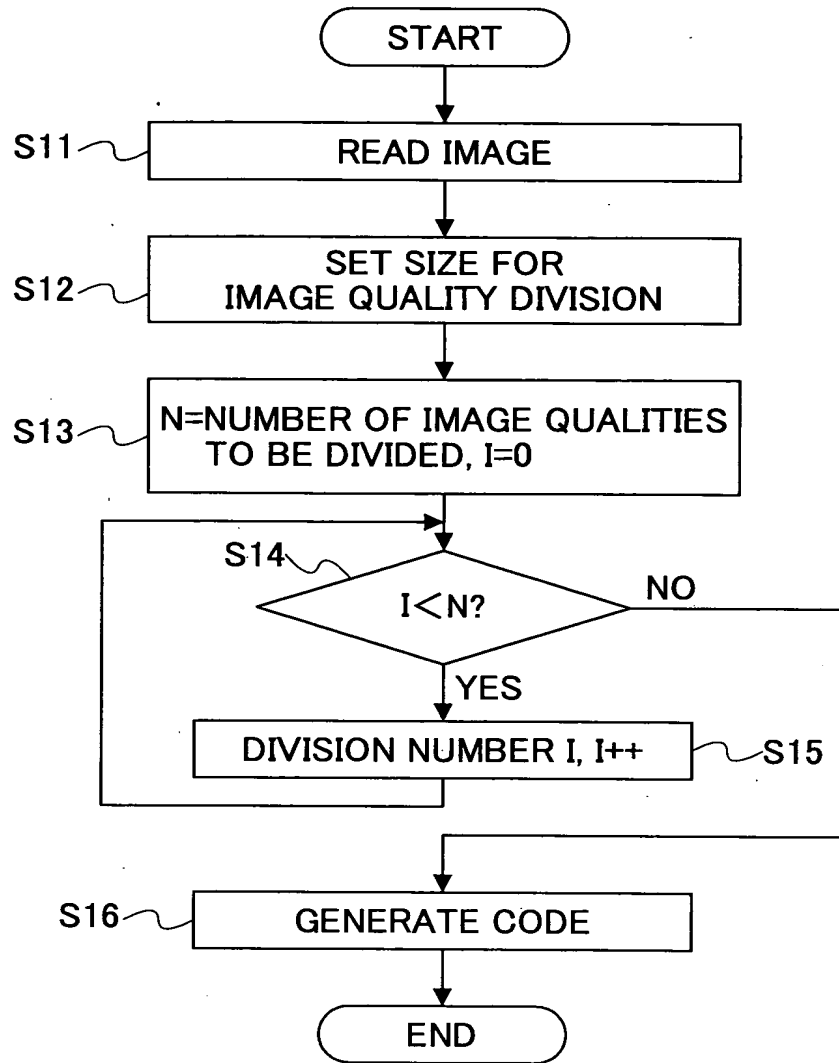 START
S11
READ IMAGE
S12
SET SIZE FOR
IMAGE QUALITY DIVISION
S13
N=NUMBER OF IMAGE QUALITIES
TO BE DIVIDED, I=0
S14
I<N?
NO
YES
DIVISION NUMBER I, I++
S15
S16
GENERATE CODE
END